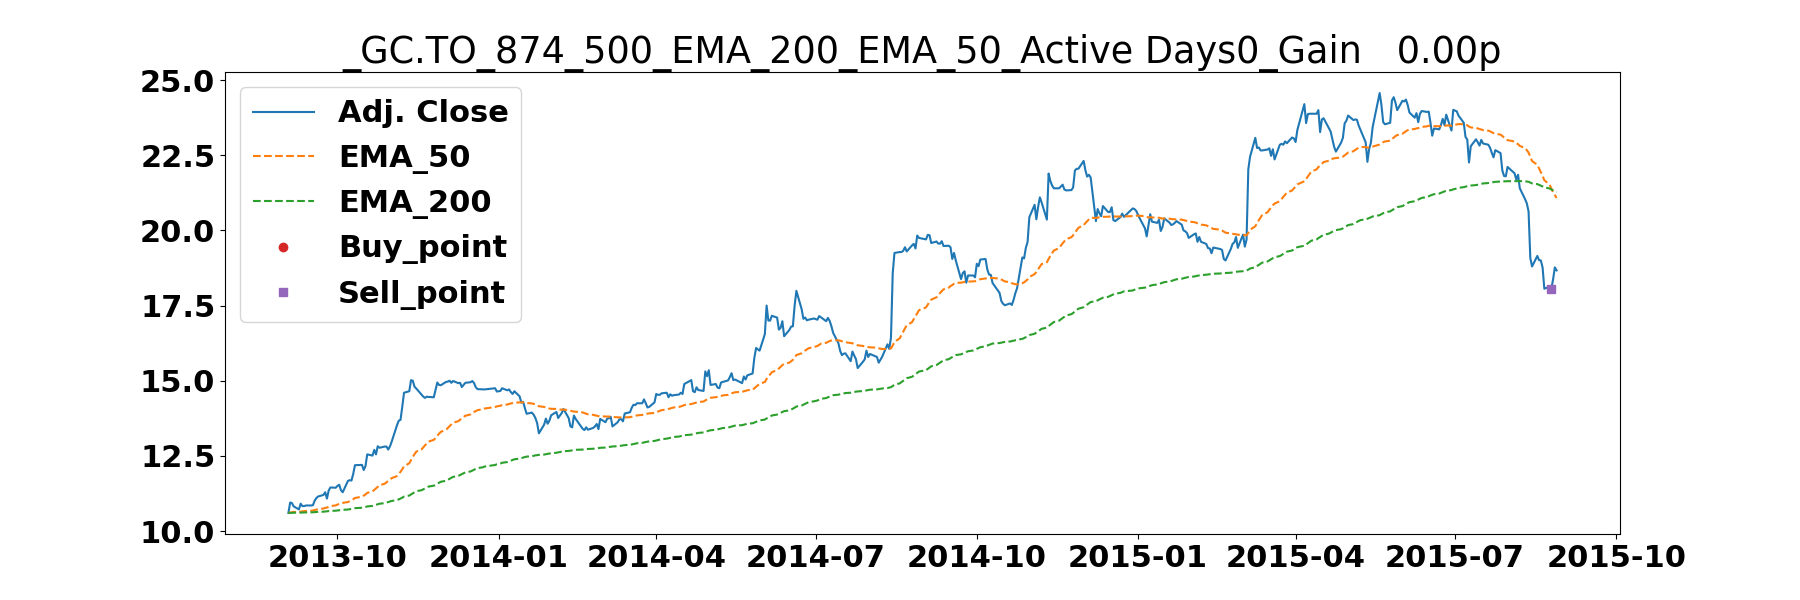 _GC.TO_874_500_EMA_200_EMA_50_Active Days0_Gain   0.00p
25.0
22.5
20.0
17.5
15.0
12.5
10.0
Adj. Close
EMA_50
EMA_200
Buy_point
Sell_point
2013-10 2014-01 2014-04 2014-07 2014-10 2015-01 2015-04 2015-07 2015-10